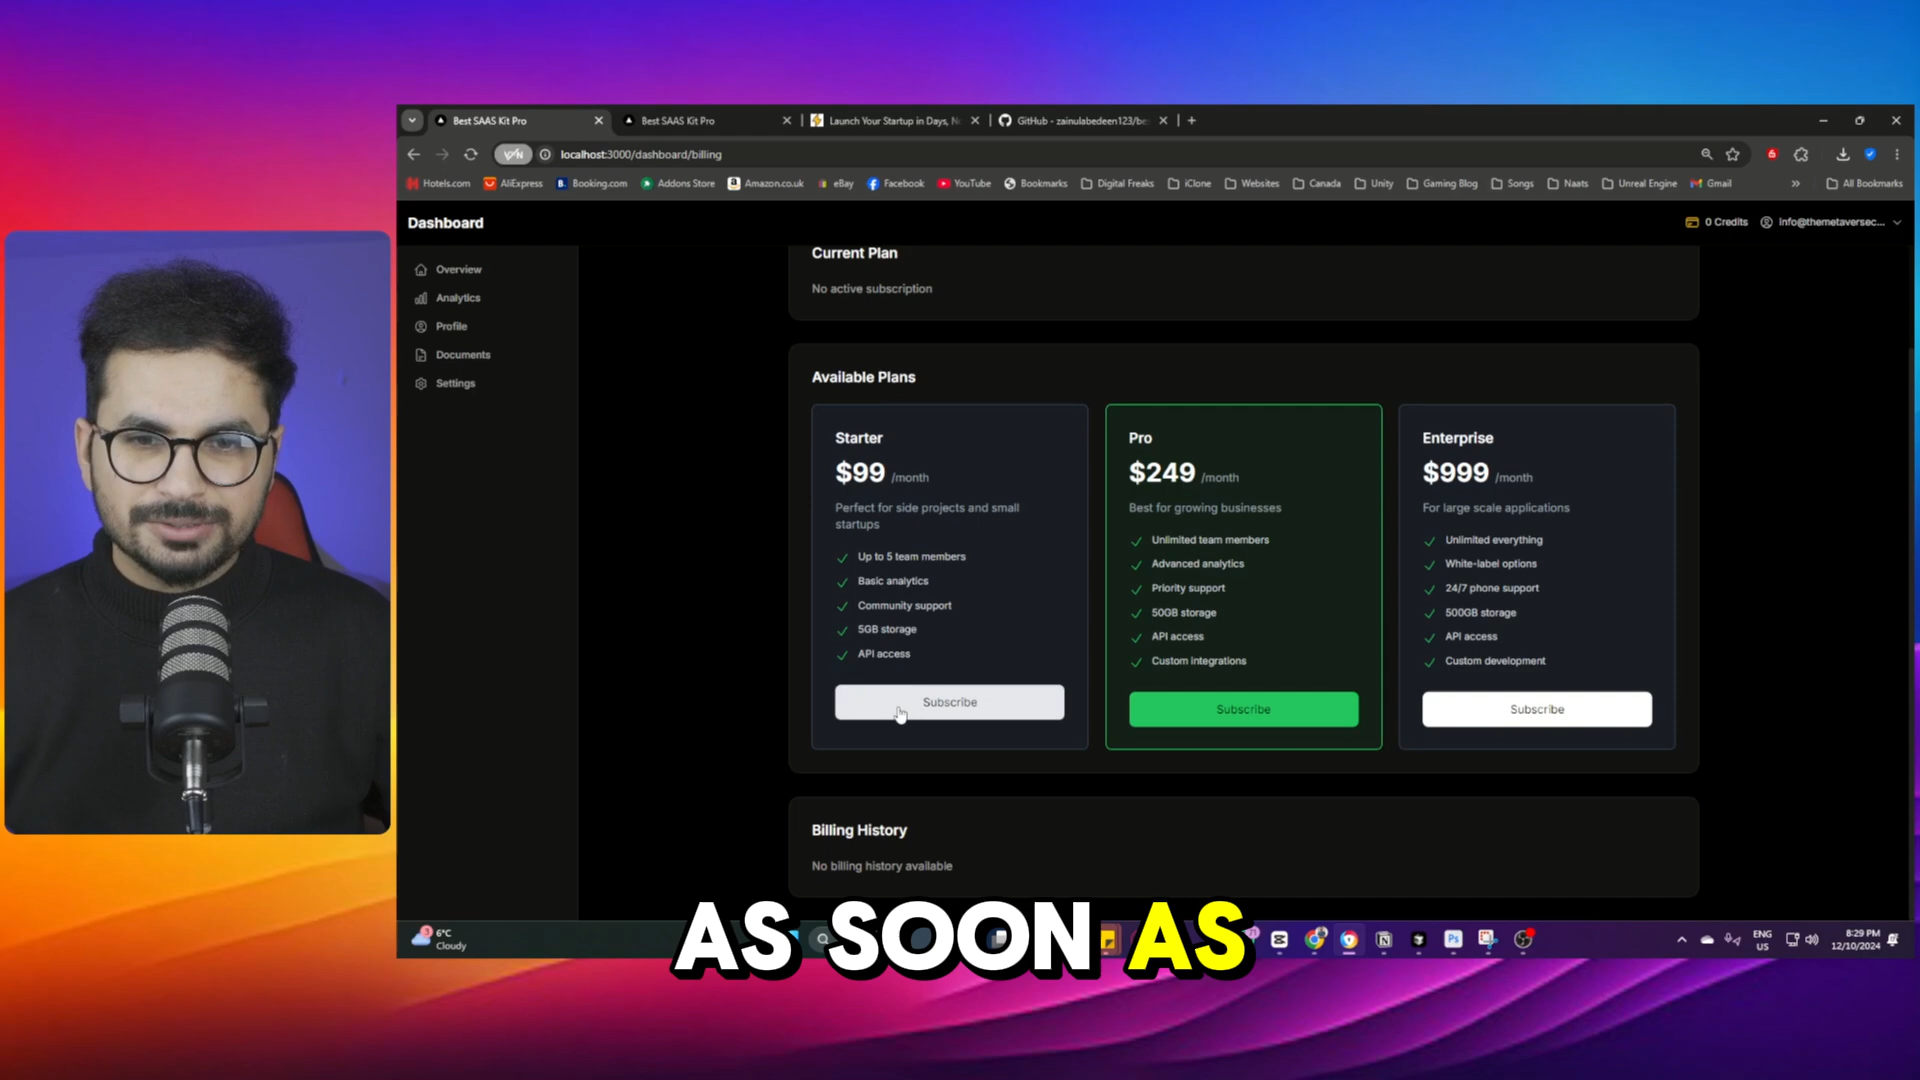 Best SAAS Kit Pro
Best SAAS Kit Pro
Launch Your Startup in Days, N
GitHub - zainulabedeen123/be
VPN
localhost:3000/dashboard/billing
Hotels.com
AliExpress
Booking.com
Addons Store
Amazon.co.uk
eBay
Facebook
YouTube
Bookmarks
Digital Freaks
iClone
Websites
Canada
Unity
Gaming Blog
Songs
Naats
Unreal Engine
Gmail
All Bookmarks
Dashboard
0 Credits
info@themetaversec...
Overview
Analytics
Profile
Documents
Settings
Current Plan
No active subscription
Available Plans
Starter
$99 /month
Perfect for side projects and small
startups
Up to 5 team members
Basic analytics
Community support
5GB storage
API access
Subscribe
Pro
$249 /month
Best for growing businesses
Unlimited team members
Advanced analytics
Priority support
50GB storage
API access
Custom integrations
Subscribe
Enterprise
$999 /month
For large scale applications
Unlimited everything
White-label options
24/7 phone support
500GB storage
API access
Custom development
Subscribe
Billing History
No billing history available
AS SOON AS
6°C
Cloudy
Ps
ENG
US
8:29 PM
12/10/2024